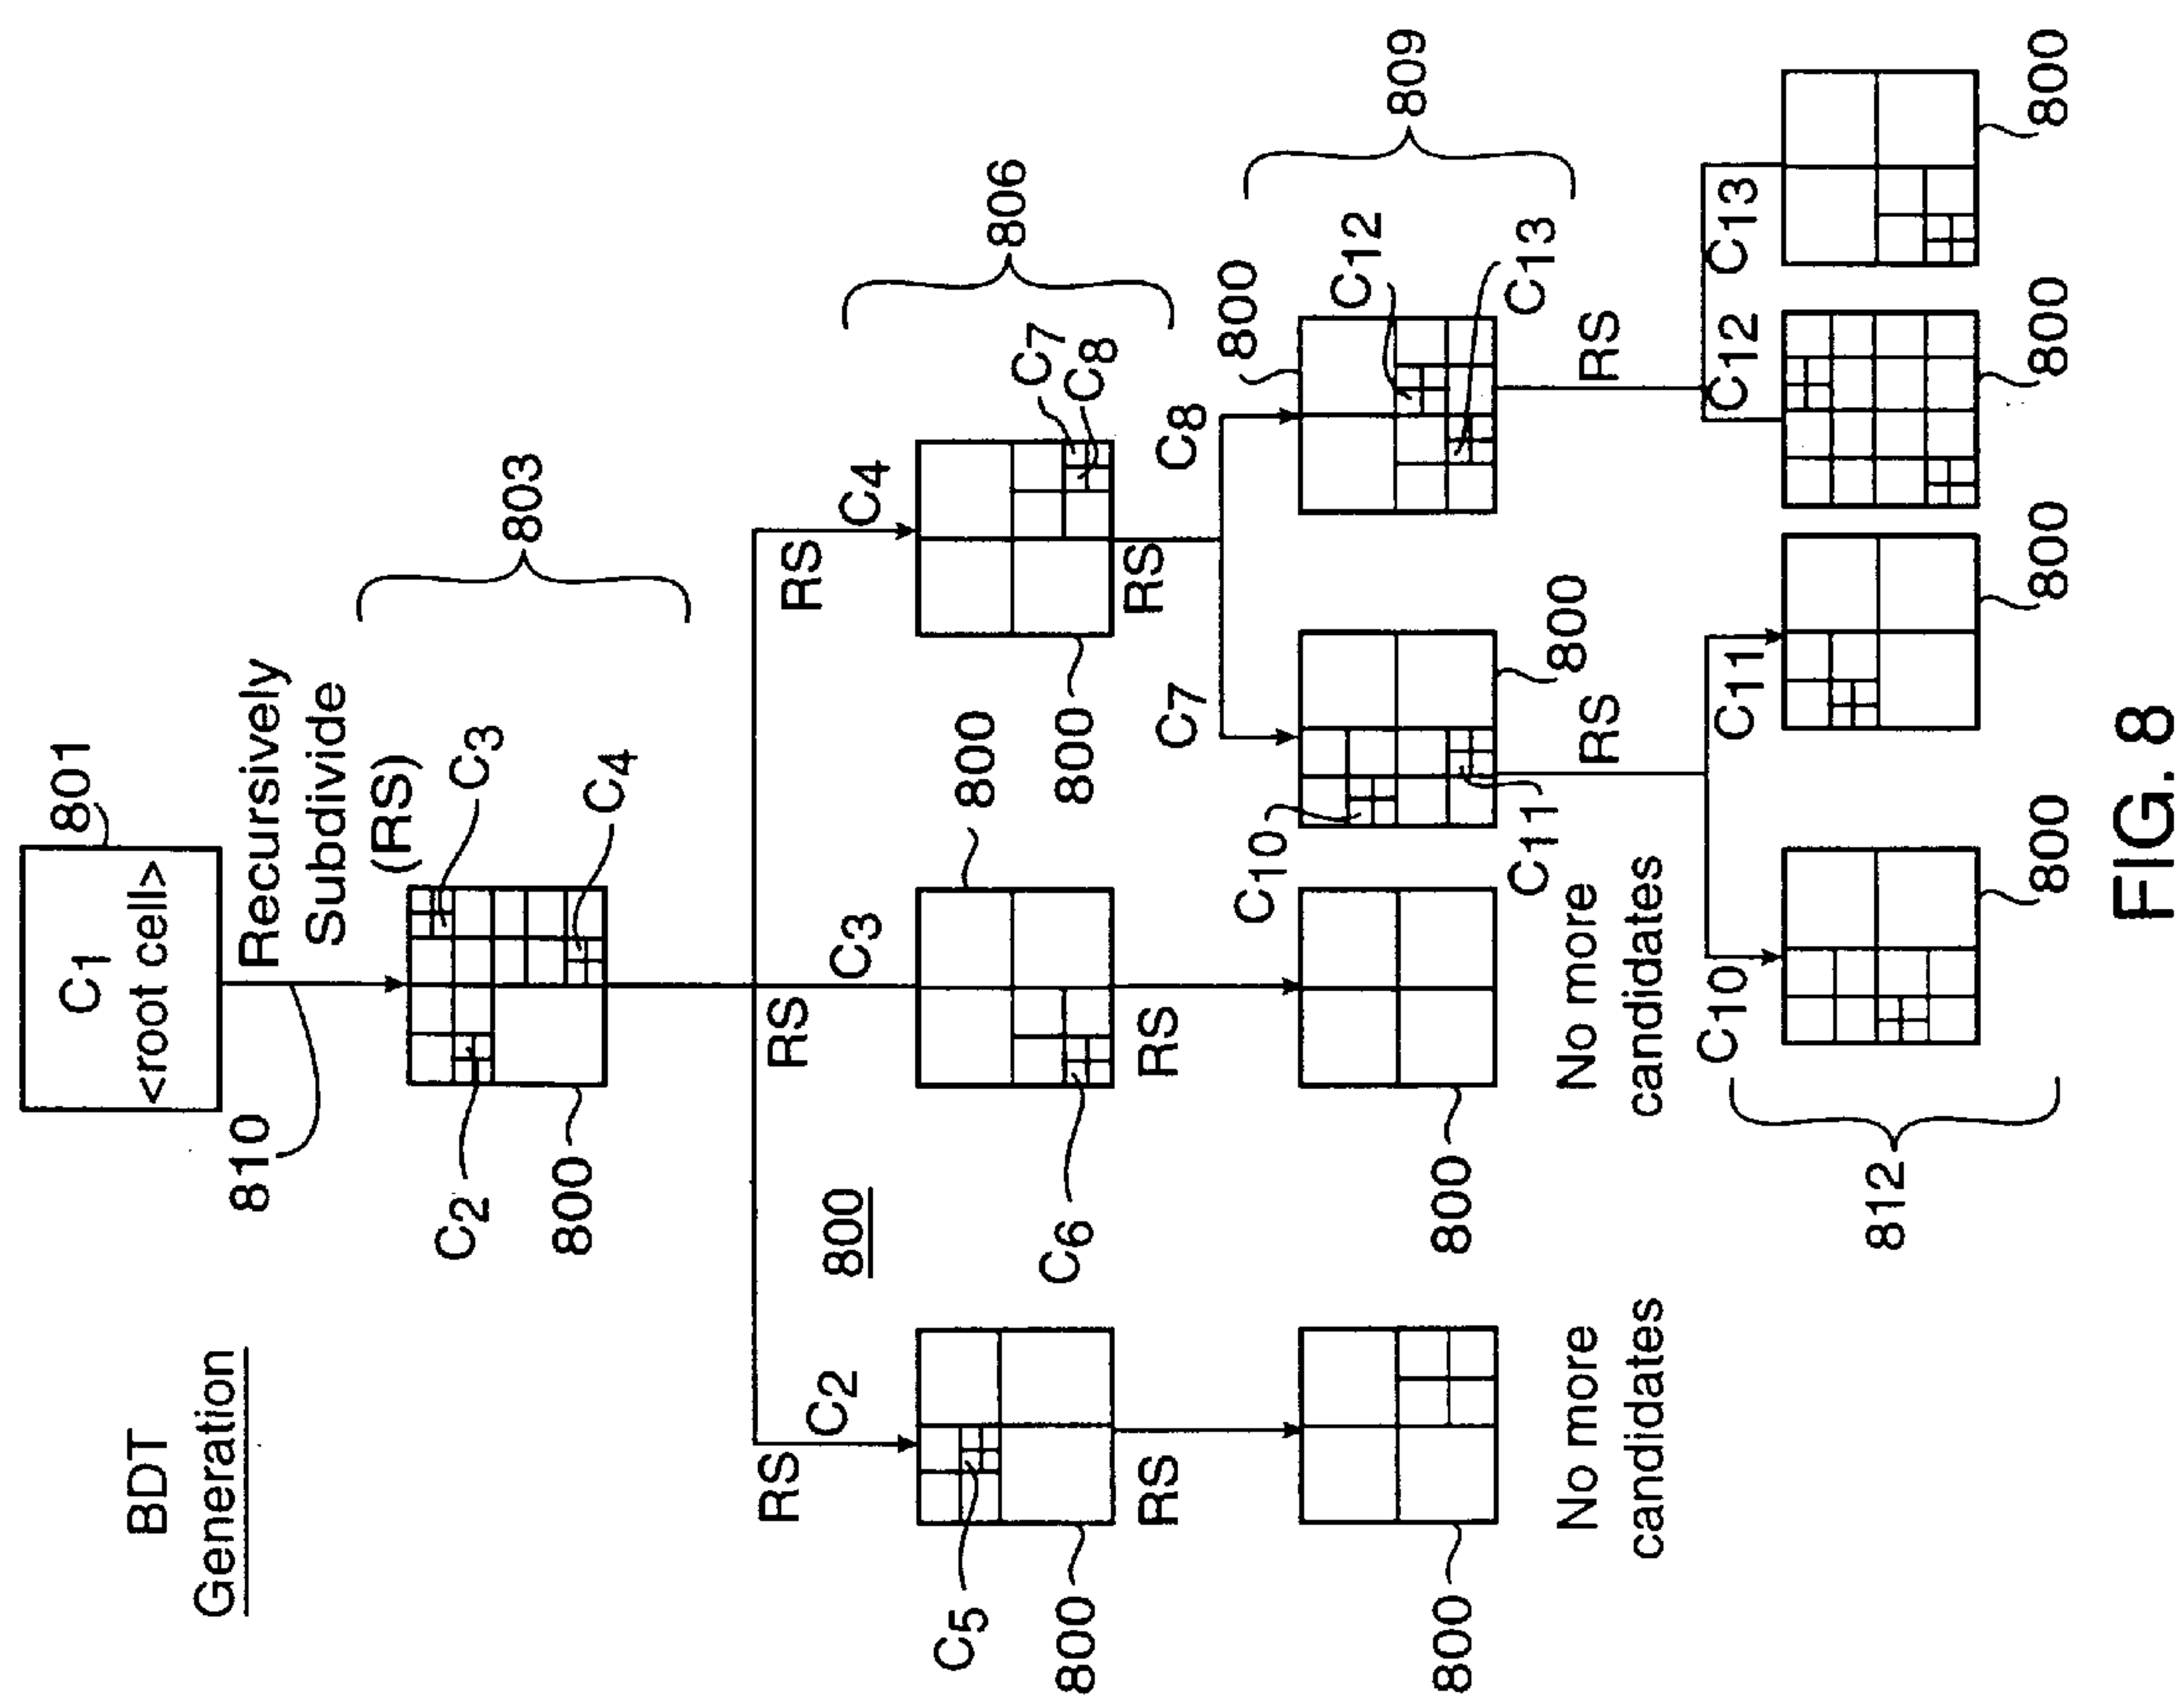 BDT
Generation
C1
<root cell>
801
810
Recursively
Subdivide
(RS)
C2
C3
C4
800
803
RS
C2
RS
C3
RS
C4
800
C5
800
RS
C6
800
RS
C7
C8
800
RS
806
800
No more
candidates
800
No more
candidates
C7
C10
C11
800
RS
C8
800
C12
C13
RS
809
C10
800
C11
800
C12
800
C13
800
812
FIG. 8